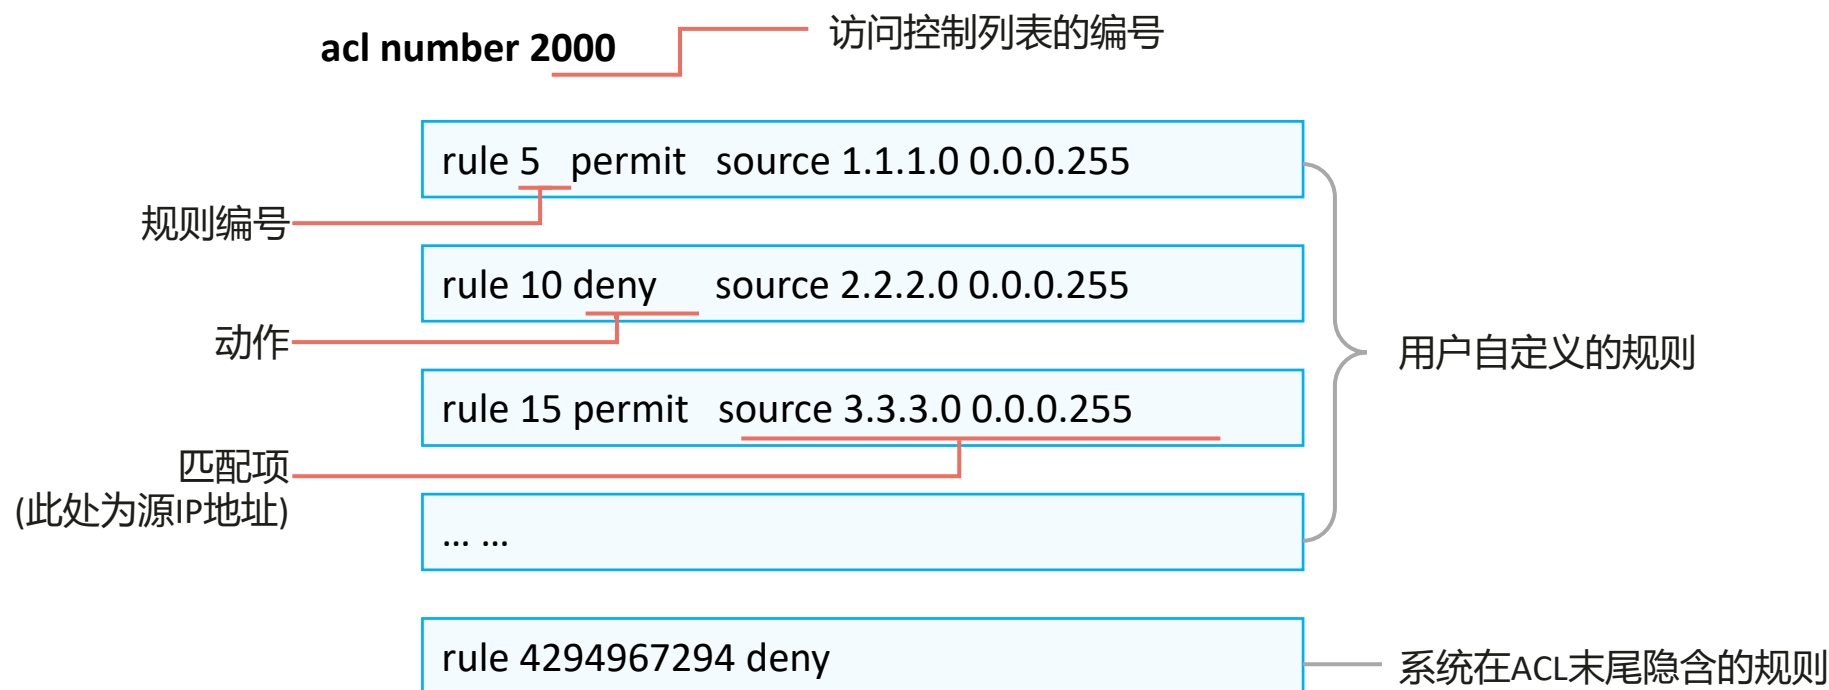 acl number 2000
访问控制列表的编号
rule 5 permit source 1.1.1.0 0.0.0.255
规则编号
rule 10 deny source 2.2.2.0 0.0.0.255
动作
用户自定义的规则
rule 15 permit source 3.3.3.0 0.0.0.255
匹配项
(此处为源IP地址)
... ...
rule 4294967294 deny
系统在ACL末尾隐含的规则